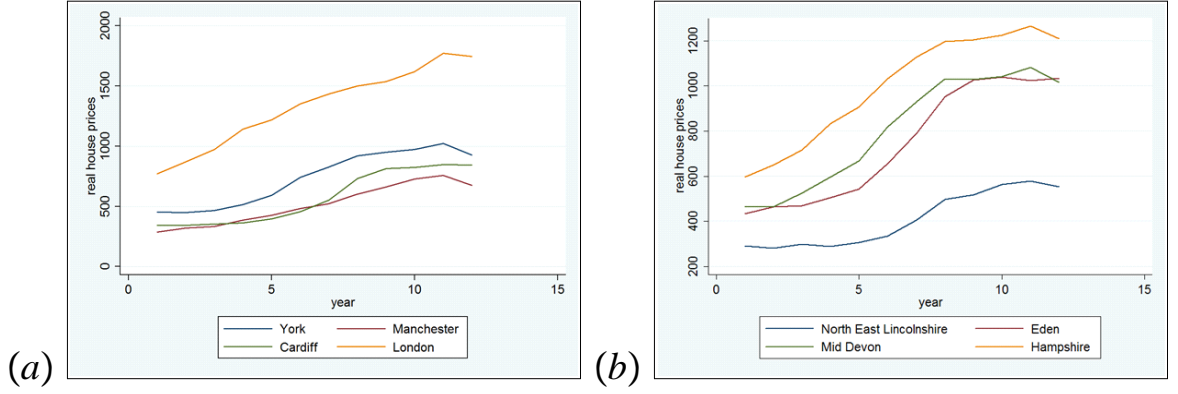 2000
1500
1000
500
0
real house prices
0 5 10 15
year
York Manchester
Cardiff London
(a)
1200
1000
800
600
400
200
real house prices
0 5 10 15
year
North East Lincolnshire Eden
Mid Devon Hampshire
(b)